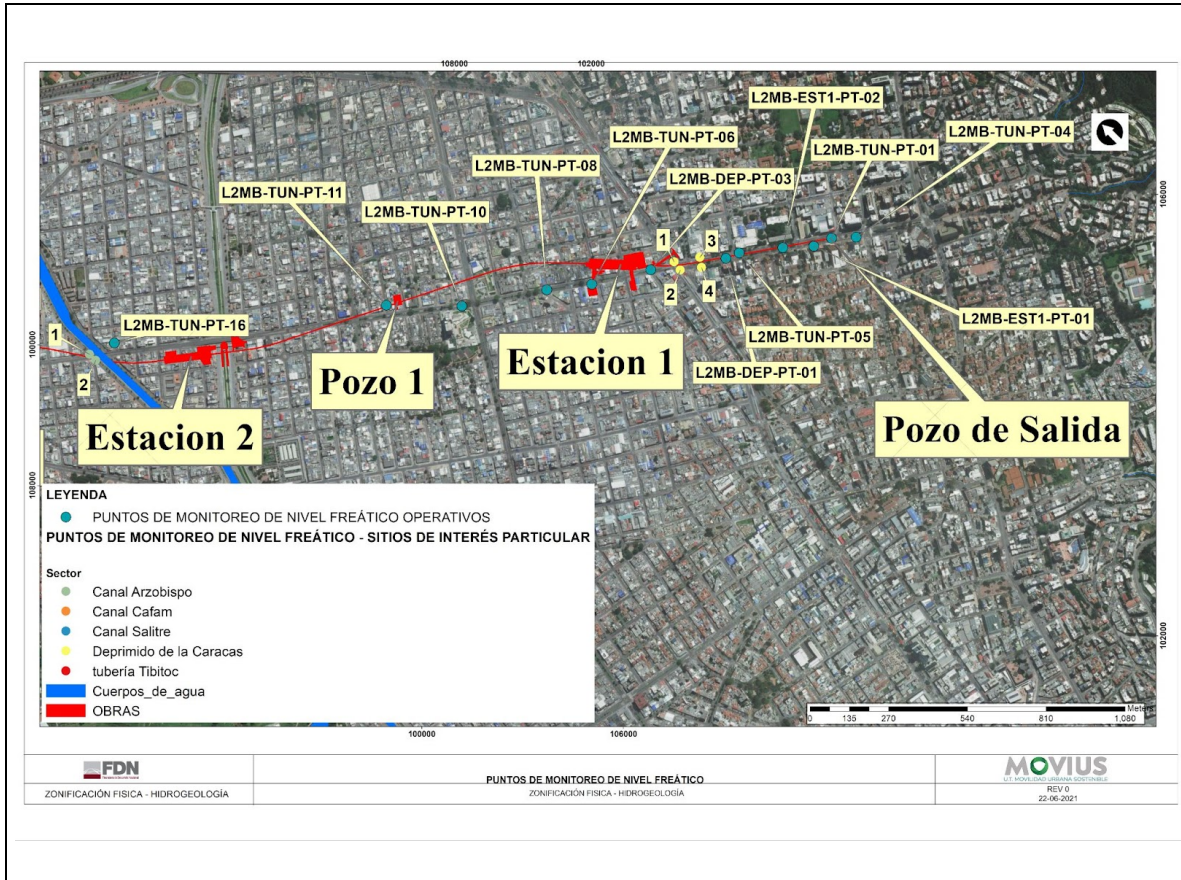 108000
102000
L2MB-EST1-PT-02
L2MB-TUN-PT-06
L2MB-TUN-PT-04
L2MB-TUN-PT-01
L2MB-TUN-PT-08
L2MB-DEP-PT-03
L2MB-TUN-PT-11
L2MB-TUN-PT-10
106000
1
3
2
4
L2MB-TUN-PT-16
1
2
100000
L2MB-EST1-PT-01
L2MB-TUN-PT-05
L2MB-DEP-PT-01
Estacion 1
Pozo 1
Estacion 2
Pozo de Salida
108000
LEYENDA
PUNTOS DE MONITOREO DE NIVEL FREÁTICO OPERATIVOS
PUNTOS DE MONITOREO DE NIVEL FREÁTICO - SITIOS DE INTERÉS PARTICULAR
Sector
Canal Arzobispo
Canal Cafam
Canal Salitre
Deprimido de la Caracas
tubería Tibitoc
Cuerpos_de_agua
OBRAS
102000
Meters
0 135 270 540 810 1,080
100000
106000
FDN
ZONIFICACIÓN FISICA - HIDROGEOLOGÍA
PUNTOS DE MONITOREO DE NIVEL FREÁTICO
ZONIFICACIÓN FISICA - HIDROGEOLOGÍA
MOVIUS
U.T. MOVILIDAD URBANA SOSTENIBLE
REV 0
22-06-2021